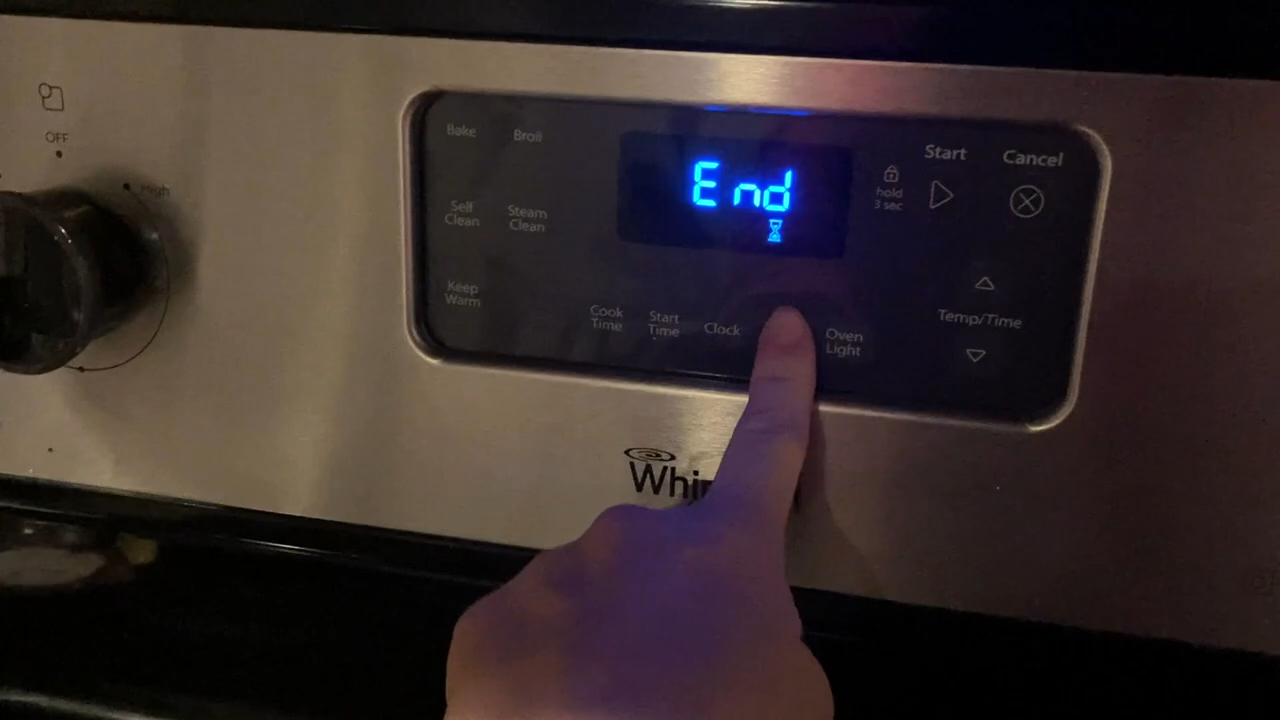 OFF
High
Bake
Broil
End
Start
Cancel
hold
3 sec
Self
Clean
Steam
Clean
Keep
Warm
Cook
Time
Start
Time
Clock
Oven
Light
Temp/Time